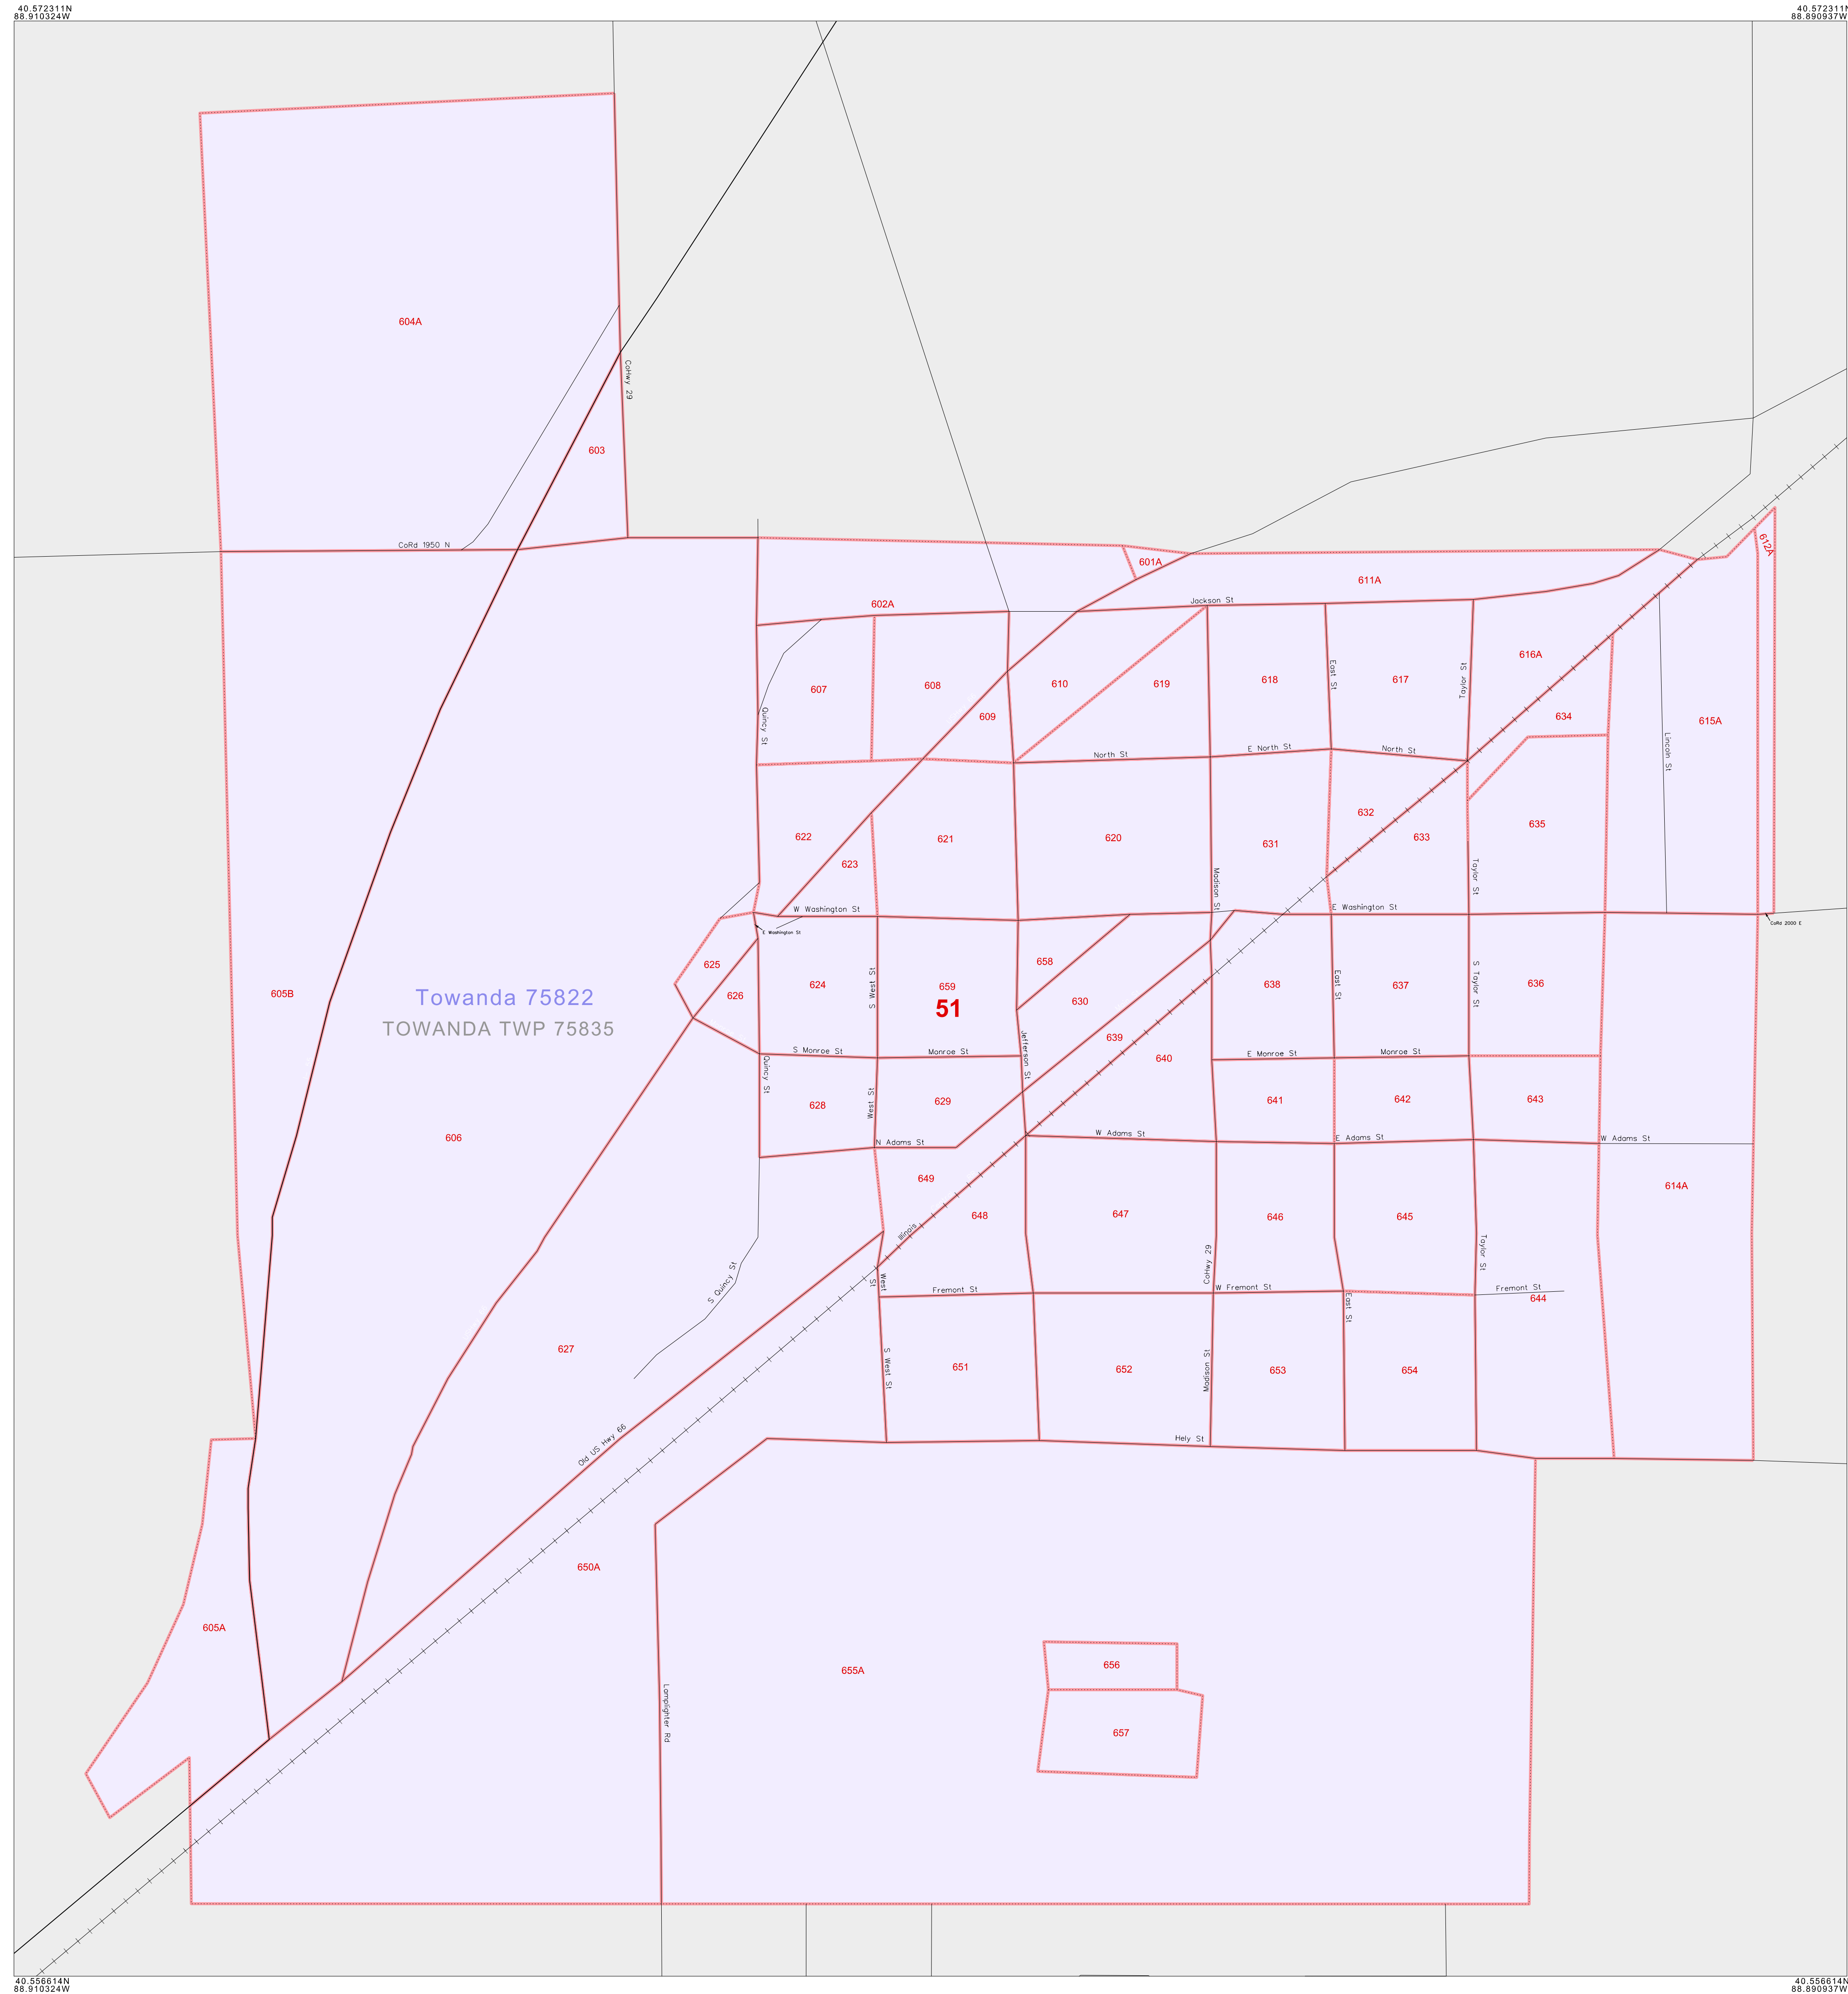 40.572311N
88.910324W
40.572311N
88.890937W
604A
CoHwy 29
603
CoRd 1950 N
601A
612A
611A
Jackson St
602A
616A
East St
Taylor St
607
608
610
619
618
617
634
615A
609
Quincy St
Lincoln St
North St
E North St
North St
632
635
622
621
620
633
631
623
Madison St
Taylor St
W Washington St
E Washington St
CoRd 2000 E
E Washington St
658
625
624
S West St
659
638
East St
637
S Taylor St
636
605B
626
Towanda 75822
51
630
TOWANDA TWP 75835
639
640
S Monroe St
Monroe St
Jefferson St
E Monroe St
Monroe St
Quincy St
628
West St
629
641
642
643
606
N Adams St
W Adams St
E Adams St
W Adams St
649
614A
648
647
646
645
Illinois
CoHwy 29
Taylor St
S Quincy St
West St
Fremont St
W Fremont St
East St
Fremont St
644
627
S West St
651
652
Madison St
653
654
Old US Hwy 66
Hely St
650A
605A
656
655A
Lamplighter Rd
657
40.556614N
88.910324W
40.556614N
88.890937W